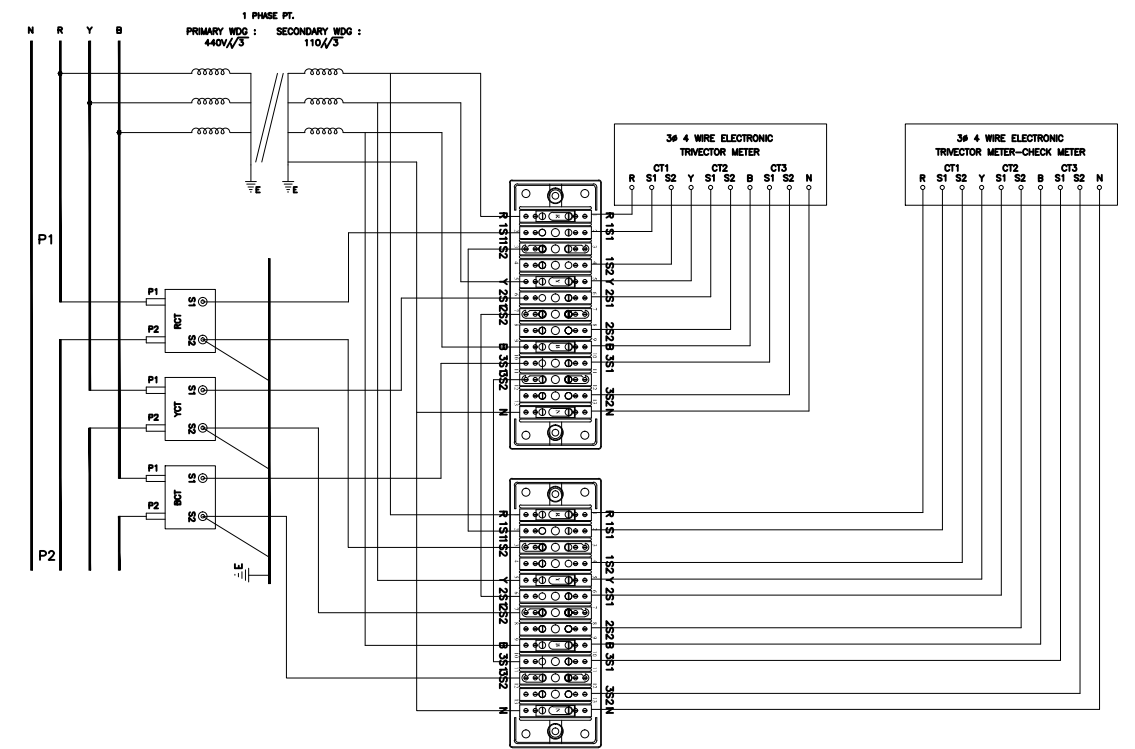 1 PHASE PT.
N R Y B
PRIMARY WDG : SECONDARY WDG :
440V/√3 110/√3
E E
3ø 4 WIRE ELECTRONIC
TRIVECTOR METER
CT1 CT2 CT3
R S1 S2 Y S1 S2 B S1 S2 N
3ø 4 WIRE ELECTRONIC
TRIVECTOR METER-CHECK METER
CT1 CT2 CT3
R S1 S2 Y S1 S2 B S1 S2 N
P1
P1
P2
RCT
S1
S2
P1
P2
YCT
S1
S2
P1
P2
BCT
S1
S2
P2
E
R
1S1
1S2
Y
2S1
2S2
B
3S1
3S2
N
R
1S1
1S2
Y
2S1
2S2
B
3S1
3S2
N
R
1S1
1S2
Y
2S1
2S2
B
3S1
3S2
N
R
1S1
1S2
Y
2S1
2S2
B
3S1
3S2
N